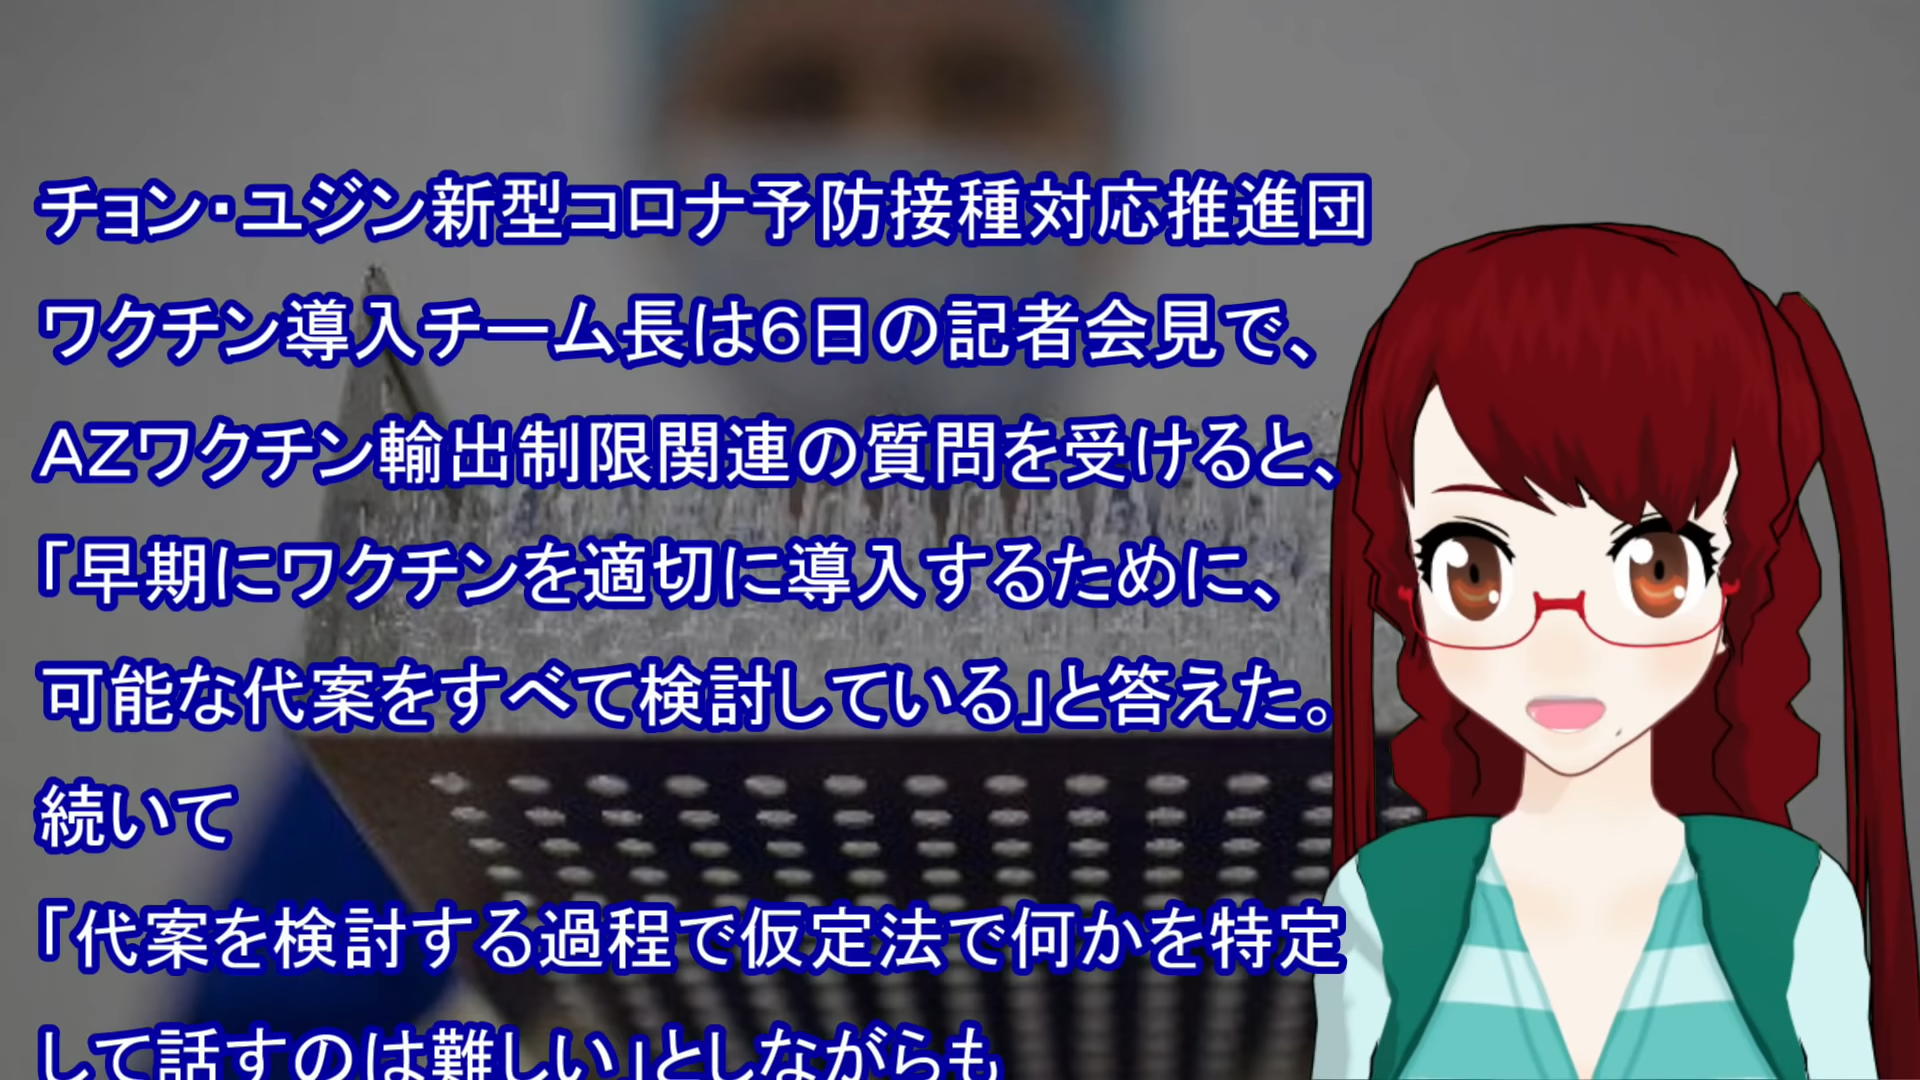 チョン・ユジン新型コロナ予防接種対応推進団
ワクチン導入チーム長は6日の記者会見で、
AZワクチン輸出制限関連の質問を受けると、
「早期にワクチンを適切に導入するために、
可能な代案をすべて検討している」と答えた。
続いて
「代案を検討する過程で仮定法で何かを特定
して話すのは難しい」としながらも